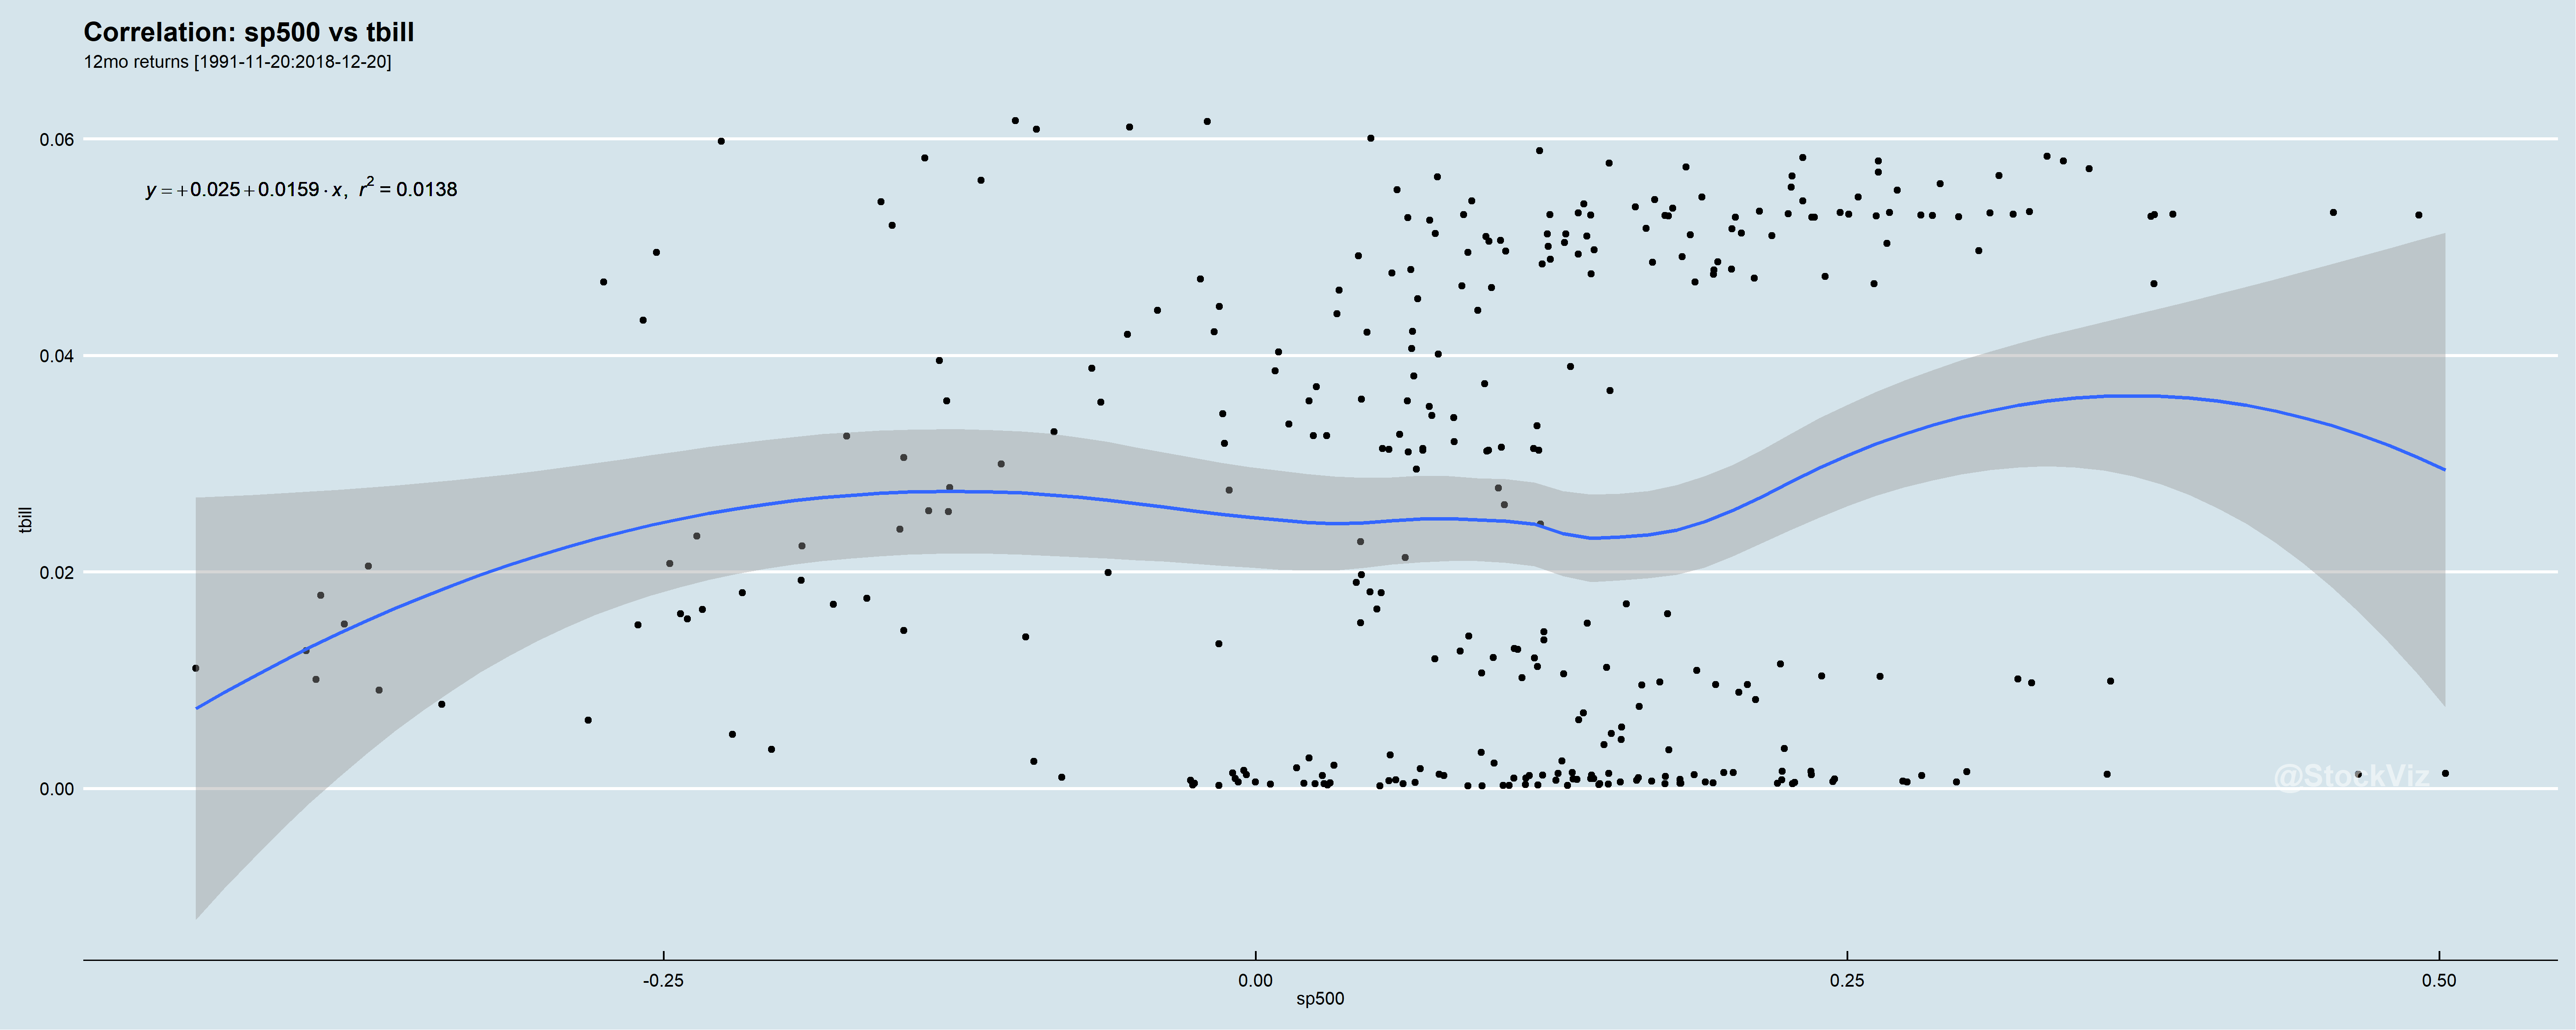 Correlation: sp500 vs tbill
12mo returns [1991-11-20:2018-12-20]
y = +0.025 + 0.0159 · x, r² = 0.0138
0.06
0.04
0.02
0.00
tbill
@StockViz
-0.25
0.00
0.25
0.50
sp500